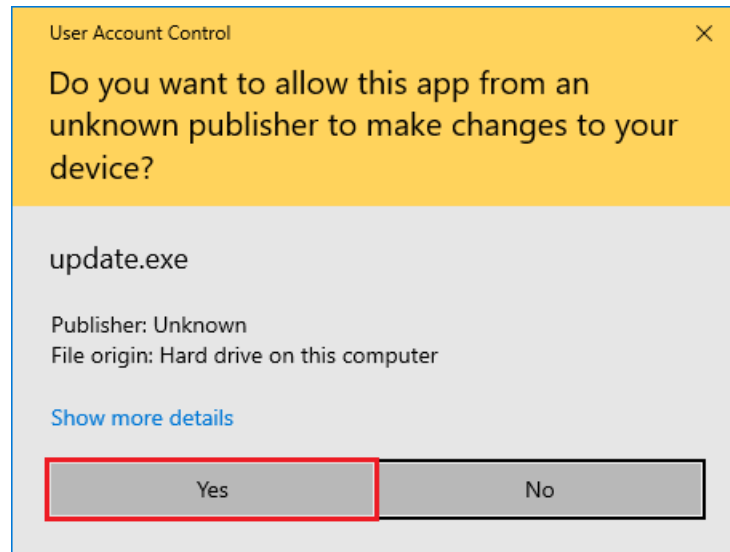 User Account Control
Do you want to allow this app from an
unknown publisher to make changes to your
device?
update.exe
Publisher: Unknown
File origin: Hard drive on this computer
Show more details
Yes
No